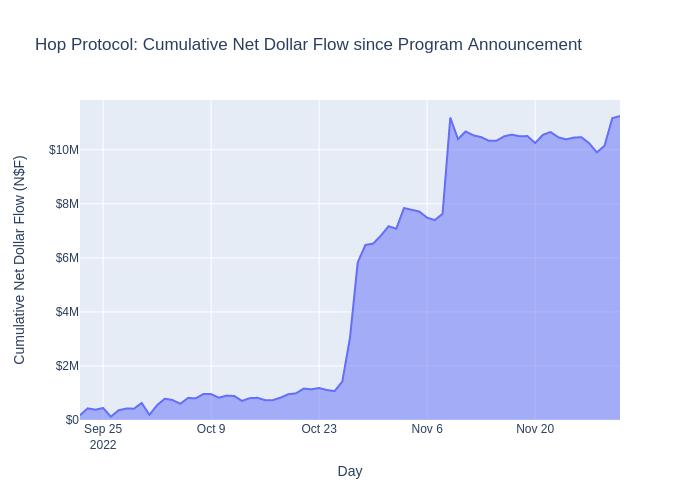 Hop Protocol: Cumulative Net Dollar Flow since Program Announcement
Cumulative Net Dollar Flow (N$F)
$10M
$8M
$6M
$4M
$2M
$0
Sep 25 Oct 9 Oct 23 Nov 6 Nov 20
2022
Day